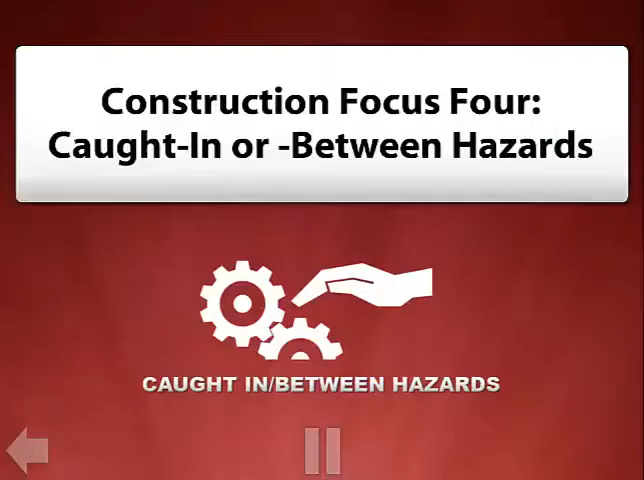 Construction Focus Four:
Caught-In or -Between Hazards
CAUGHT IN/BETWEEN HAZARDS